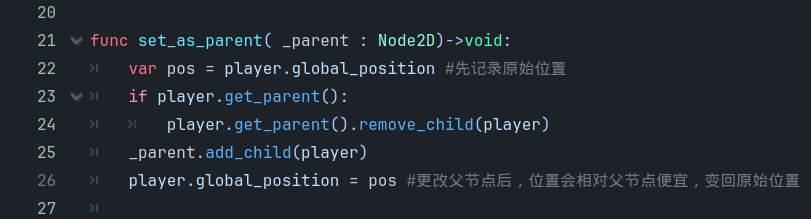 20
21 func set_as_parent( _parent : Node2D)->void:
22 var pos = player.global_position #先记录原始位置
23 if player.get_parent():
24 player.get_parent().remove_child(player)
25 _parent.add_child(player)
26 player.global_position = pos #更改父节点后，位置会相对父节点便宜，变回原始位置
27